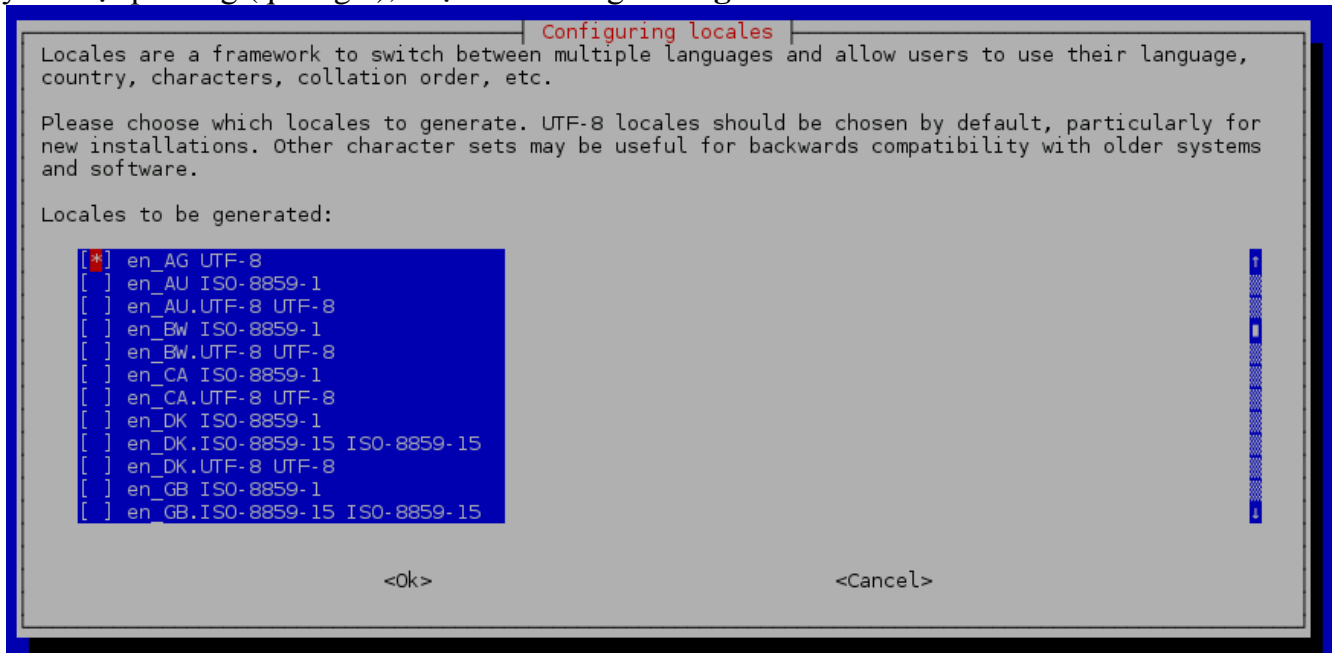 Configuring locales
Locales are a framework to switch between multiple languages and allow users to use their language,
country, characters, collation order, etc.
Please choose which locales to generate. UTF-8 locales should be chosen by default, particularly for
new installations. Other character sets may be useful for backwards compatibility with older systems
and software.
Locales to be generated:
[*] en_AG UTF-8
[ ] en_AU ISO-8859-1
[ ] en_AU.UTF-8 UTF-8
[ ] en_BW ISO-8859-1
[ ] en_BW.UTF-8 UTF-8
[ ] en_CA ISO-8859-1
[ ] en_CA.UTF-8 UTF-8
[ ] en_DK ISO-8859-1
[ ] en_DK.ISO-8859-15 ISO-8859-15
[ ] en_DK.UTF-8 UTF-8
[ ] en_GB ISO-8859-1
[ ] en_GB.ISO-8859-15 ISO-8859-15
<Ok> <Cancel>